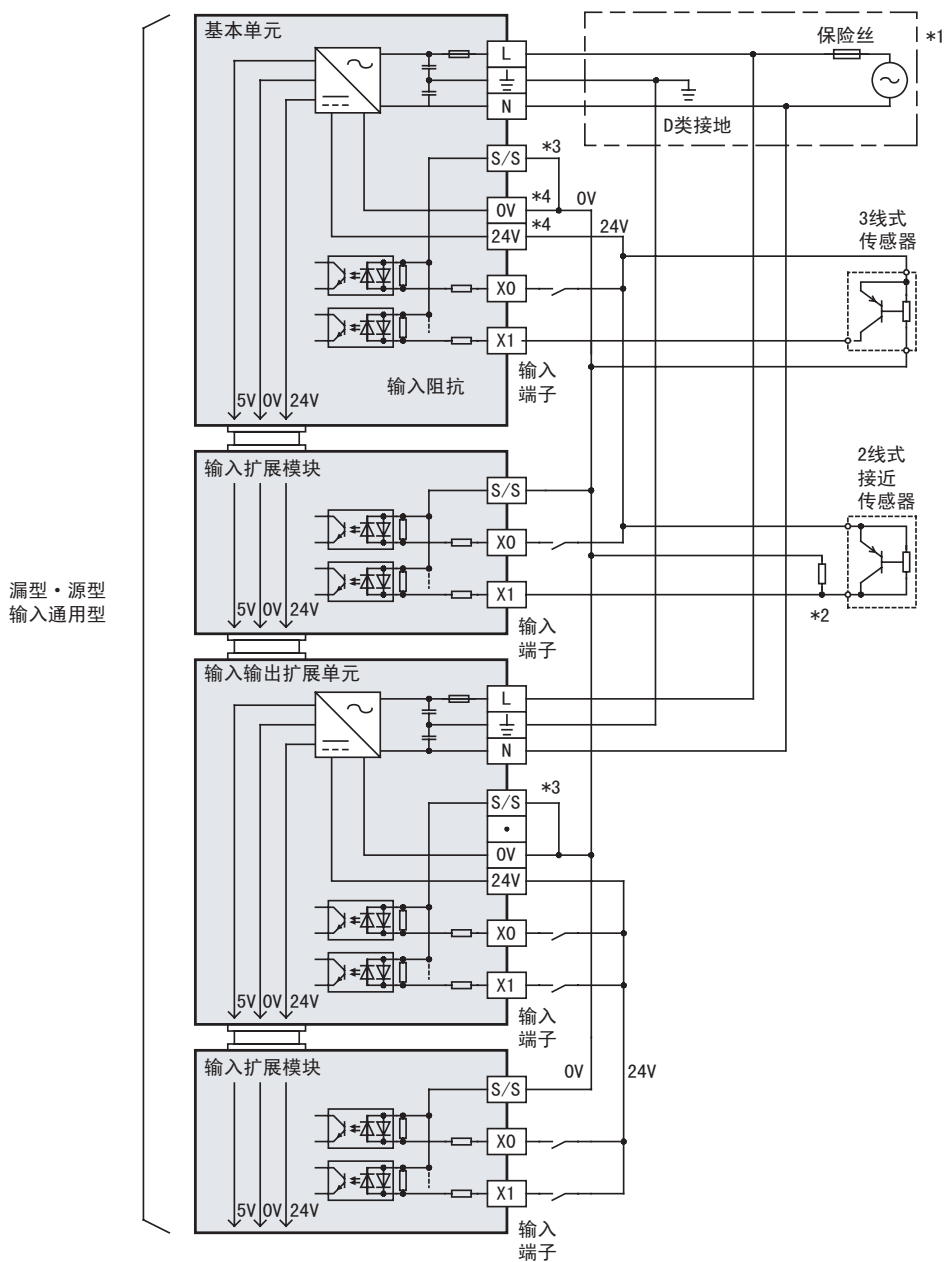 基本单元
L
N
S/S
*3
0V
*4
0V
24V
*4
24V
X0
X1
输入
端子
输入阻抗
5V 0V 24V
保险丝
*1
D类接地
3线式
传感器
输入扩展模块
S/S
X0
X1
输入
端子
5V 0V 24V
2线式
接近
传感器
*2
漏型・源型
输入通用型
输入输出扩展单元
L
N
S/S
*3
•
0V
24V
X0
X1
输入
端子
5V 0V 24V
输入扩展模块
S/S
0V
24V
X0
X1
输入
端子
5V 0V 24V